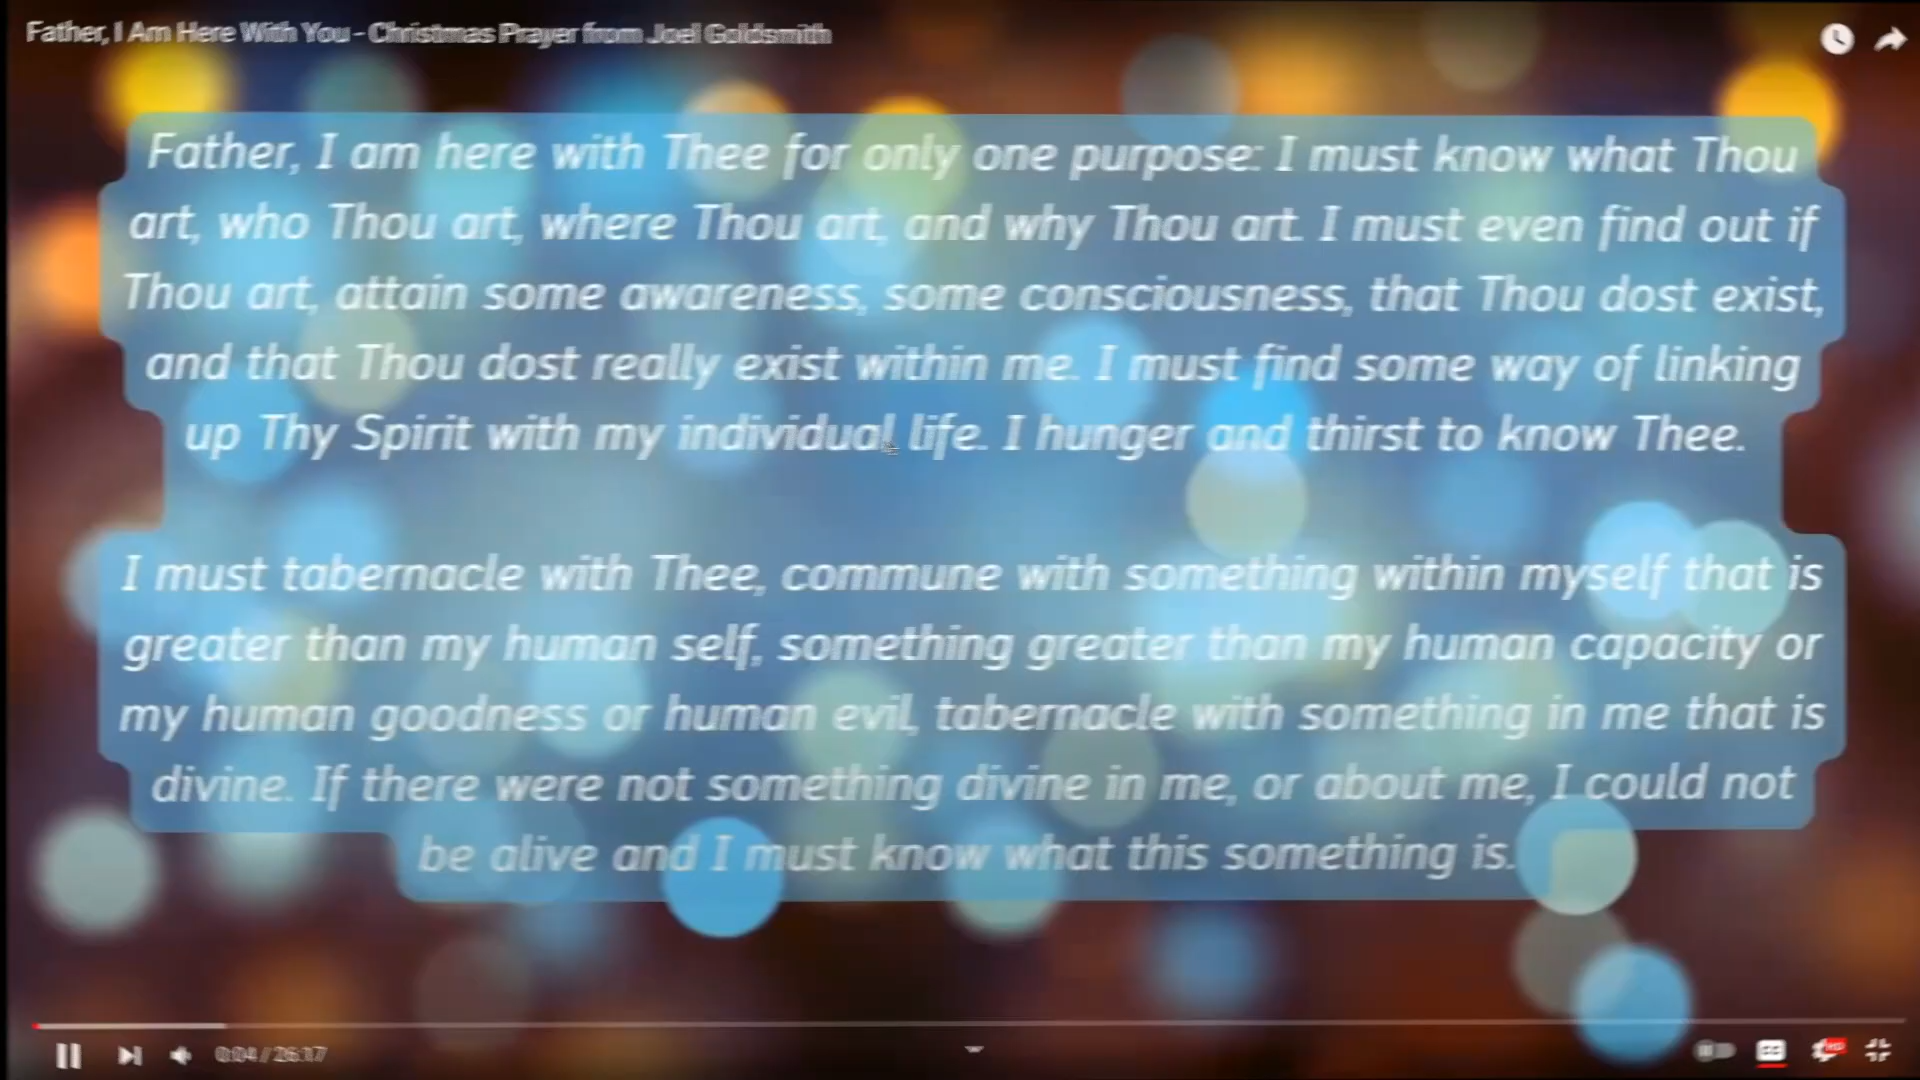 Father, I Am Here With You - Christmas Prayer from Joel Goldsmith
Father, I am here with Thee for only one purpose: I must know what Thou
art, who Thou art, where Thou art, and why Thou art. I must even find out if
Thou art, attain some awareness, some consciousness, that Thou dost exist,
and that Thou dost really exist within me. I must find some way of linking
up Thy Spirit with my individual life. I hunger and thirst to know Thee.
I must tabernacle with Thee, commune with something within myself that is
greater than my human self, something greater than my human capacity or
my human goodness or human evil, tabernacle with something in me that is
divine. If there were not something divine in me, or about me, I could not
be alive and I must know what this something is.
0:04 / 26:17
HD